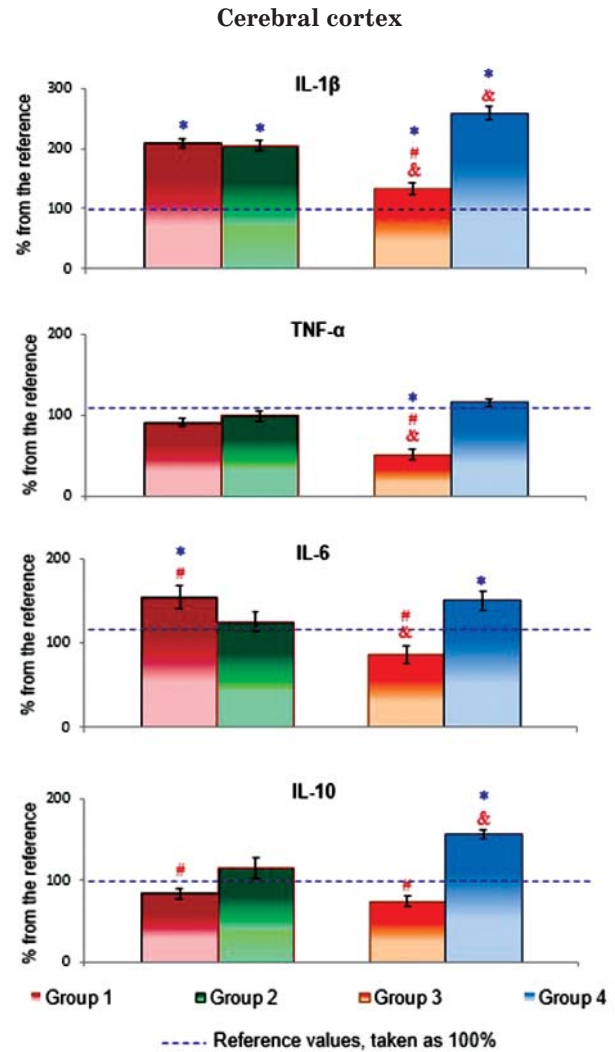 Cerebral cortex
IL-1β
% from the reference
300
200
100
0
* * * # & * &
TNF-α
% from the reference
200
100
0
* # &
IL-6
% from the reference
200
100
0
* # # & *
IL-10
% from the reference
200
100
0
# # * &
Group 1 Group 2 Group 3 Group 4
Reference values, taken as 100%